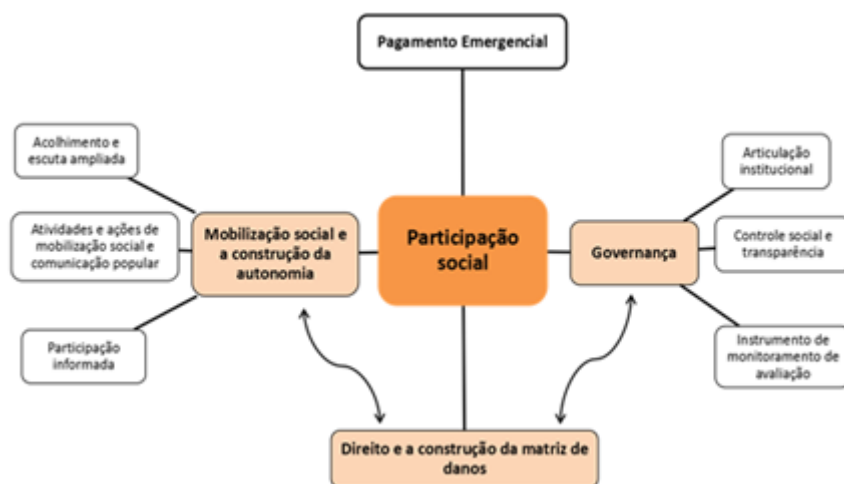 Pagamento Emergencial
Acolhimento e
escuta ampliada
Atividades e ações de
mobilização social e
comunicação popular
Participação
informada
Mobilização social e
a construção da
autonomia
Participação
social
Governança
Articulação
institucional
Controle social e
transparência
Instrumento de
monitoramento de
avaliação
Direito e a construção da matriz de
danos